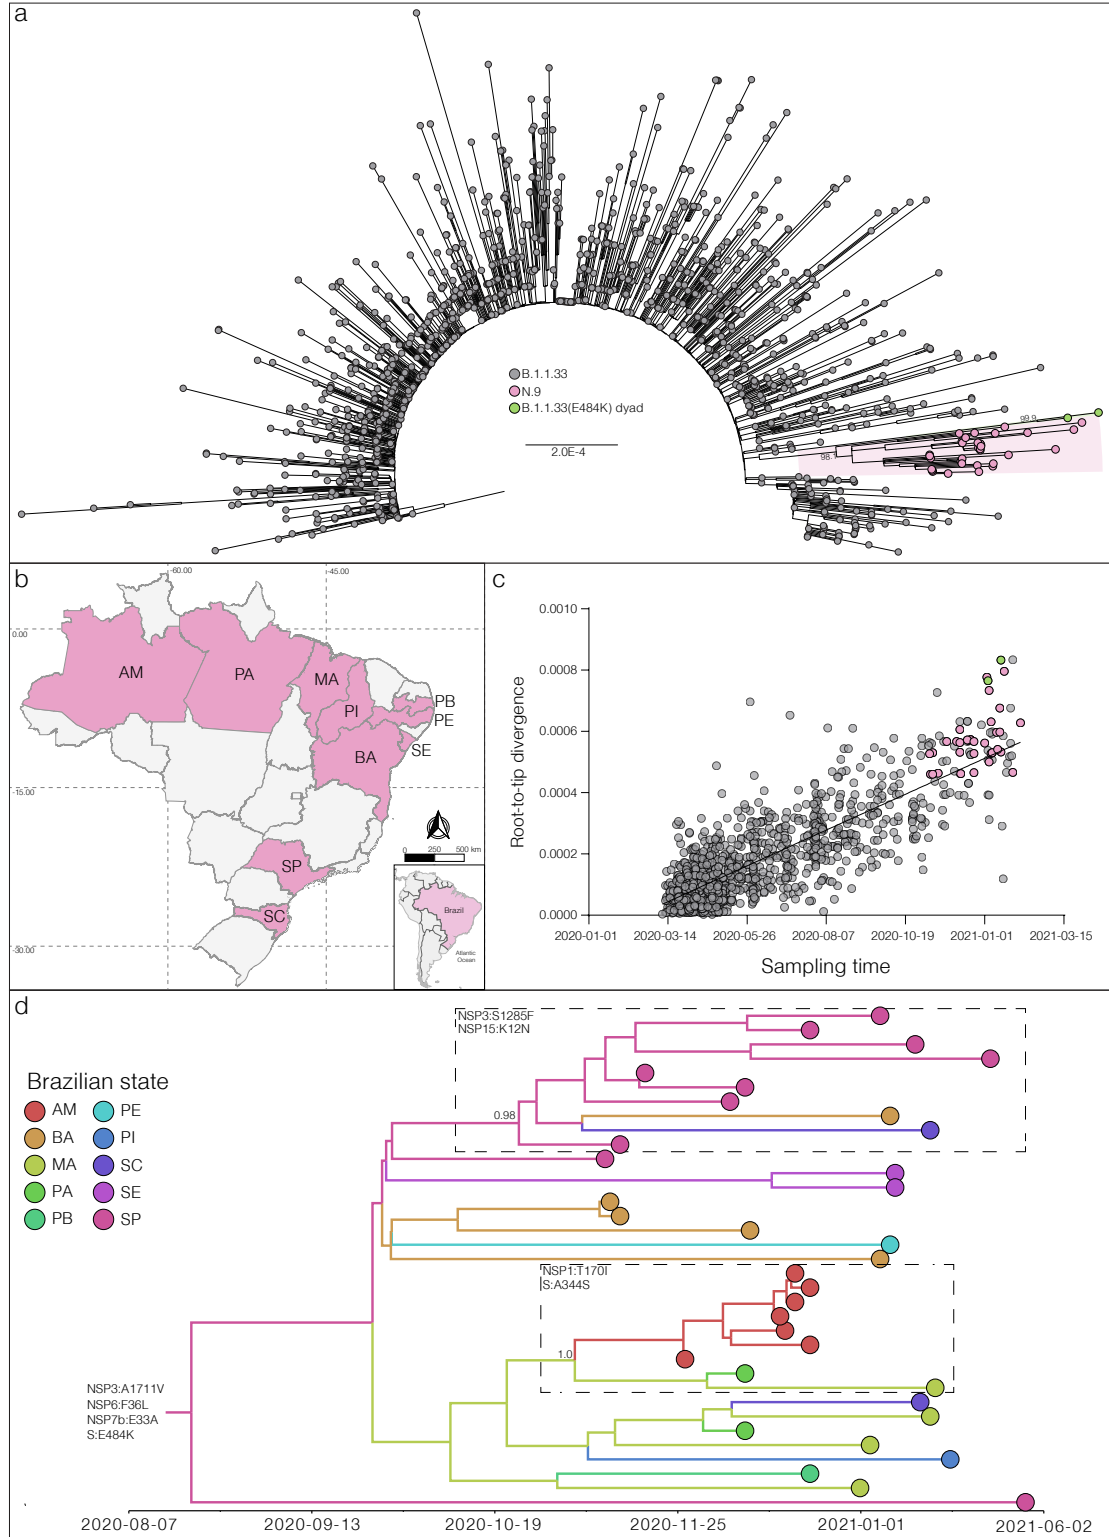 a
B.1.1.33
N.9
B.1.1.33(E484K) dyad
2.0E-4
99.9
98.1
b
-60.00
-45.00
0.00
-15.00
-30.00
AM
PA
MA
PI
PB
PE
SE
BA
SP
SC
0 250 500 km
Brazil
Atlantic
Ocean
c
Root-to-tip divergence
0.0010
0.0008
0.0006
0.0004
0.0002
0.0000
2020-01-01 2020-03-14 2020-05-26 2020-08-07 2020-10-19 2021-01-01 2021-03-15
Sampling time
d
NSP3:S1285F
NSP15:K12N
Brazilian state
AM PE
BA PI
MA SC
PA SE
PB SP
0.98
NSP1:T170I
S:A344S
1.0
NSP3:A1711V
NSP6:F36L
NSP7b:E33A
S:E484K
2020-08-07 2020-09-13 2020-10-19 2020-11-25 2021-01-01 2021-06-02